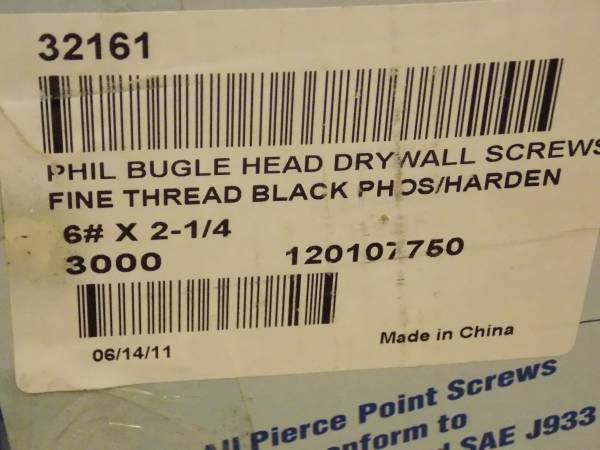 32161
PHIL BUGLE HEAD DRYWALL SCREWS
FINE THREAD BLACK PHOS/HARDEN
6# X 2-1/4
3000 120107750
06/14/11 Made in China
All Pierce Point Screws
to
SAE J933